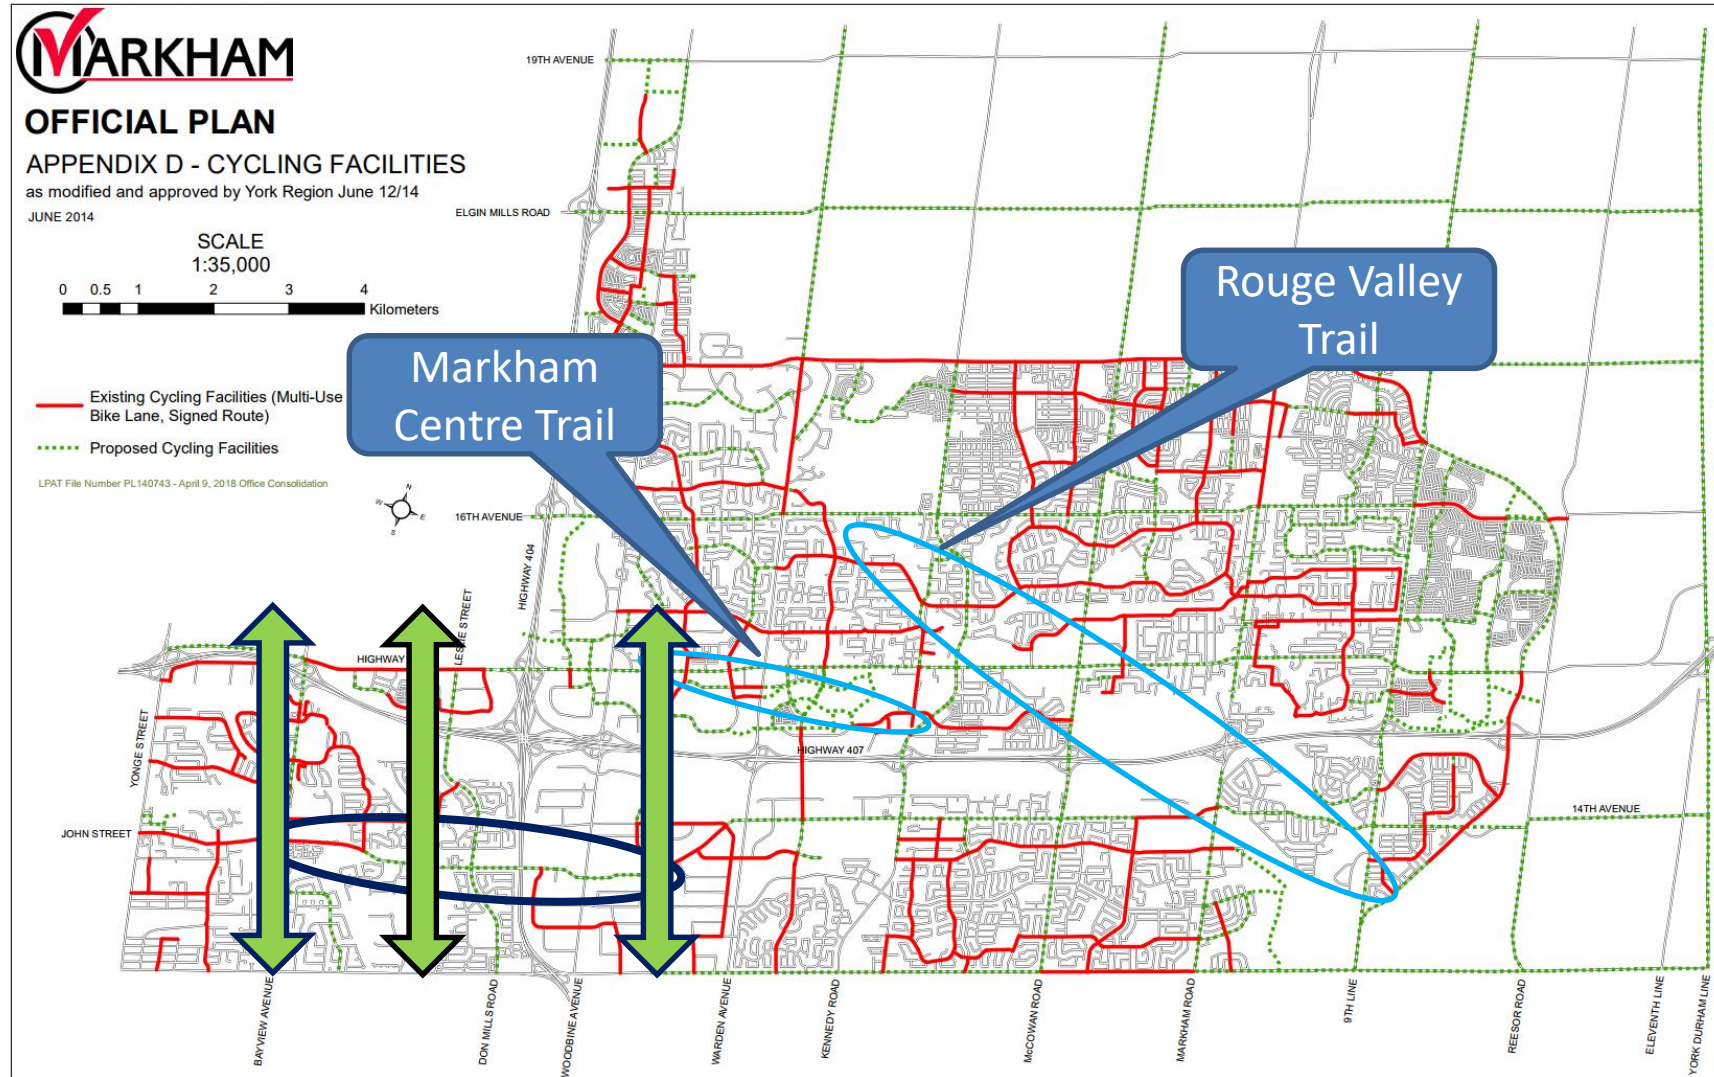 MARKHAM
OFFICIAL PLAN
APPENDIX D - CYCLING FACILITIES
as modified and approved by York Region June 12/14
JUNE 2014
SCALE
1:35,000
0 0.5 1 2 3 4
Kilometers
Existing Cycling Facilities (Multi-Use
Bike Lane, Signed Route)
Proposed Cycling Facilities
LPAT File Number PL140743 - April 9, 2018 Office Consolidation
N
W
E
S
19TH AVENUE
ELGIN MILLS ROAD
Rouge Valley
Trail
Markham
Centre Trail
16TH AVENUE
HIGHWAY 404
LESLIE STREET
HIGHWAY
YONGE STREET
HIGHWAY 407
JOHN STREET
14TH AVENUE
BAYVIEW AVENUE
DON MILLS ROAD
WOODBINE AVENUE
WARDEN AVENUE
KENNEDY ROAD
McCOWAN ROAD
MARKHAM ROAD
9TH LINE
REESOR ROAD
ELEVENTH LINE
YORK DURHAM LINE